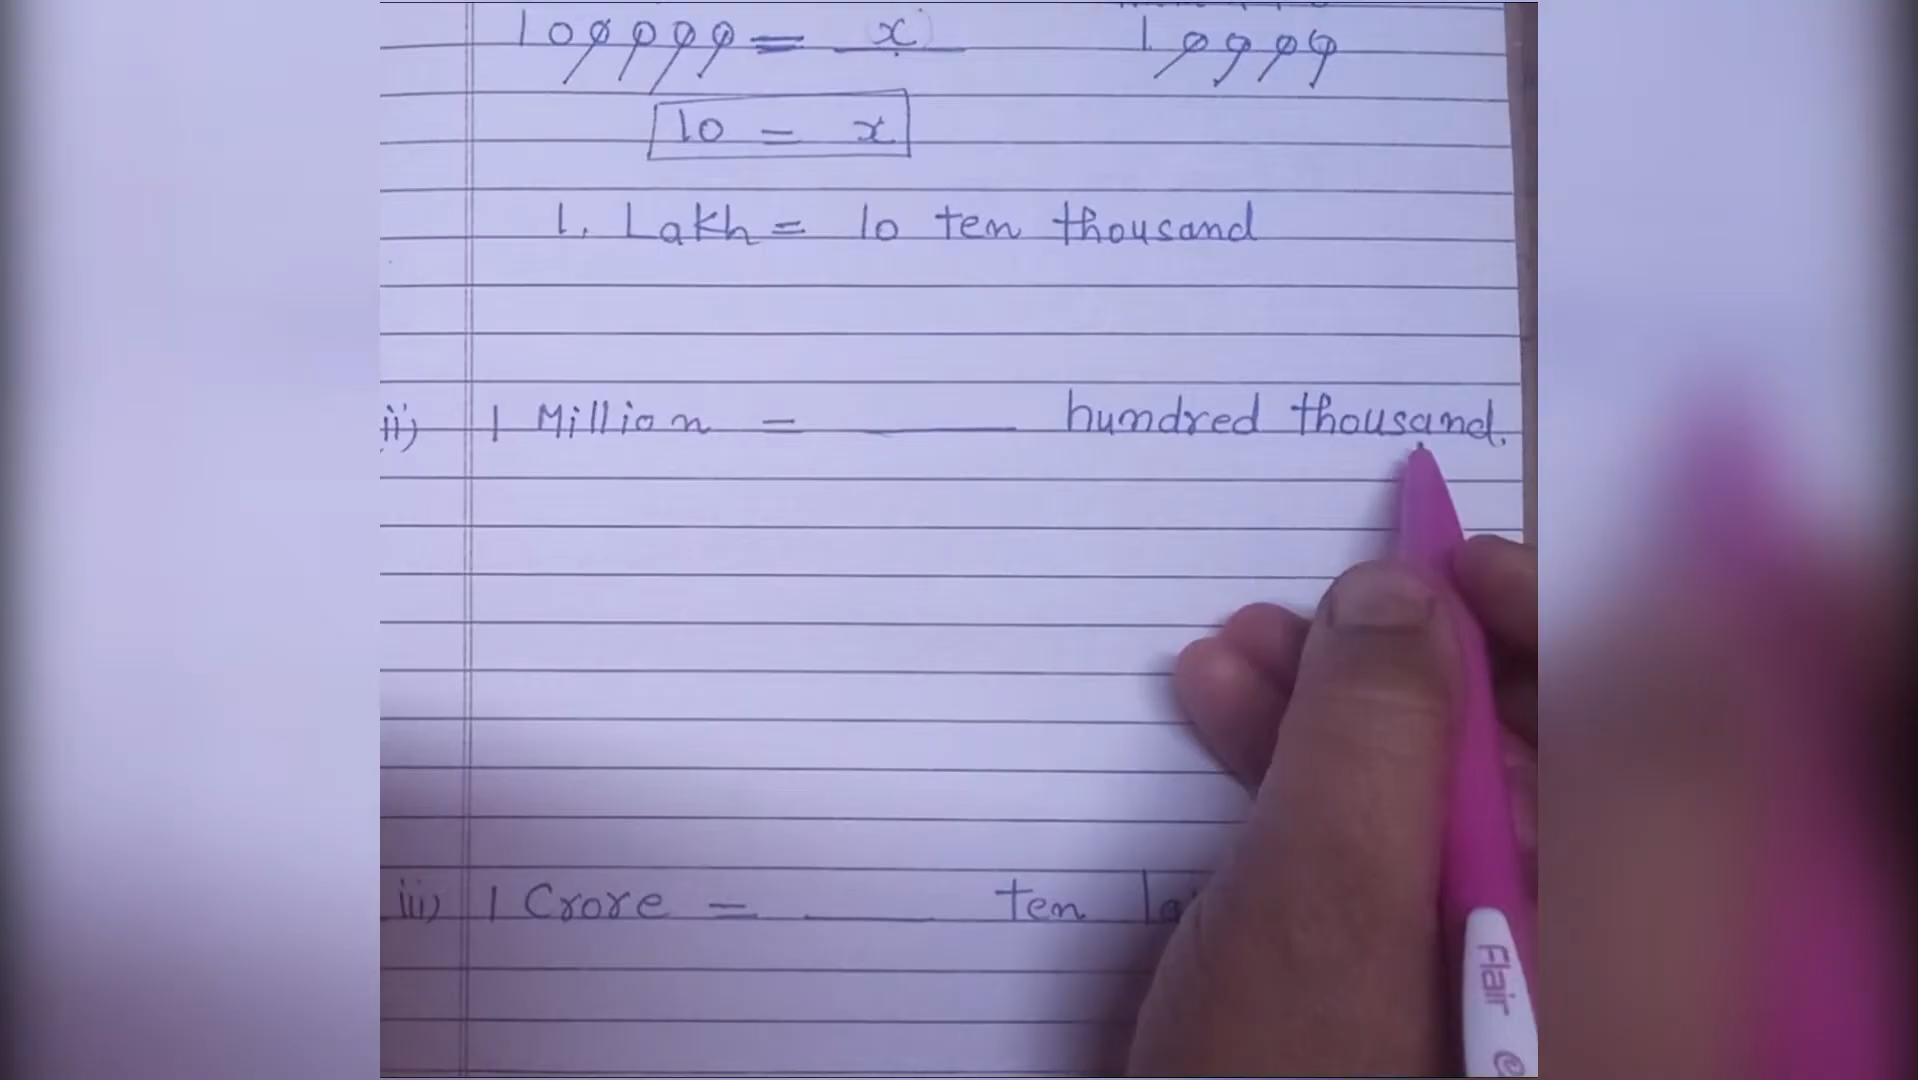 100000 = x 10000
10 = x
1. Lakh = 10 ten thousand
ii) 1 Million = ____ hundred thousand.
iii) 1 Crore = ____ ten
Flair